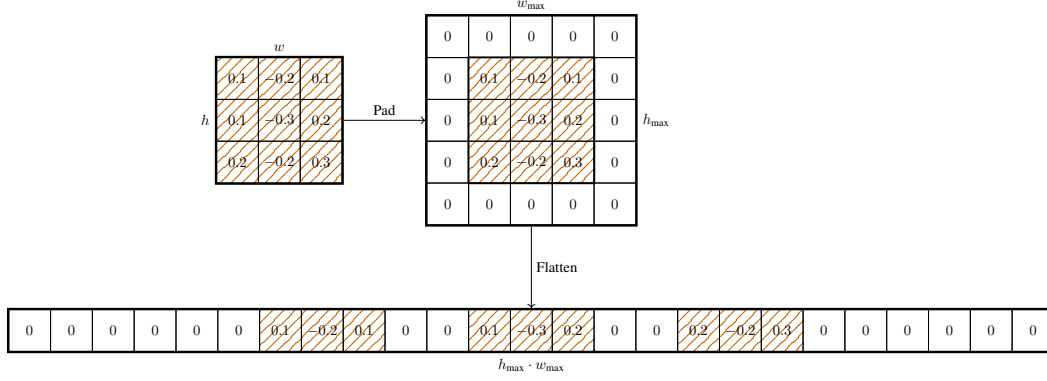 w_max
0 0 0 0 0
w
0.1 −0.2 0.1
0 0.1 −0.2 0.1 0
h
0.1 −0.3 0.2
Pad
0 0.1 −0.3 0.2 0
h_max
0.2 −0.2 0.3
0 0.2 −0.2 0.3 0
0 0 0 0 0
Flatten
0 0 0 0 0 0 0.1 −0.2 0.1 0 0 0.1 −0.3 0.2 0 0 0.2 −0.2 0.3 0 0 0 0 0 0
h_max · w_max